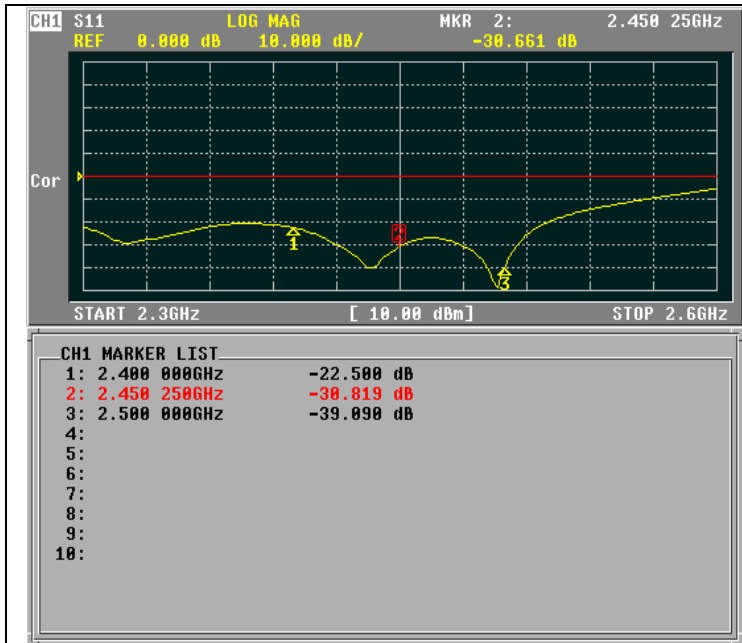 CH1 S11 LOG MAG MKR 2: 2.450 25GHz
REF 0.000 dB 10.000 dB/ -30.661 dB
Cor
1
2
3
START 2.3GHz [ 10.00 dBm] STOP 2.6GHz
CH1 MARKER LIST
1: 2.400 000GHz -22.500 dB
2: 2.450 250GHz -30.819 dB
3: 2.500 000GHz -39.090 dB
4:
5:
6:
7:
8:
9:
10: